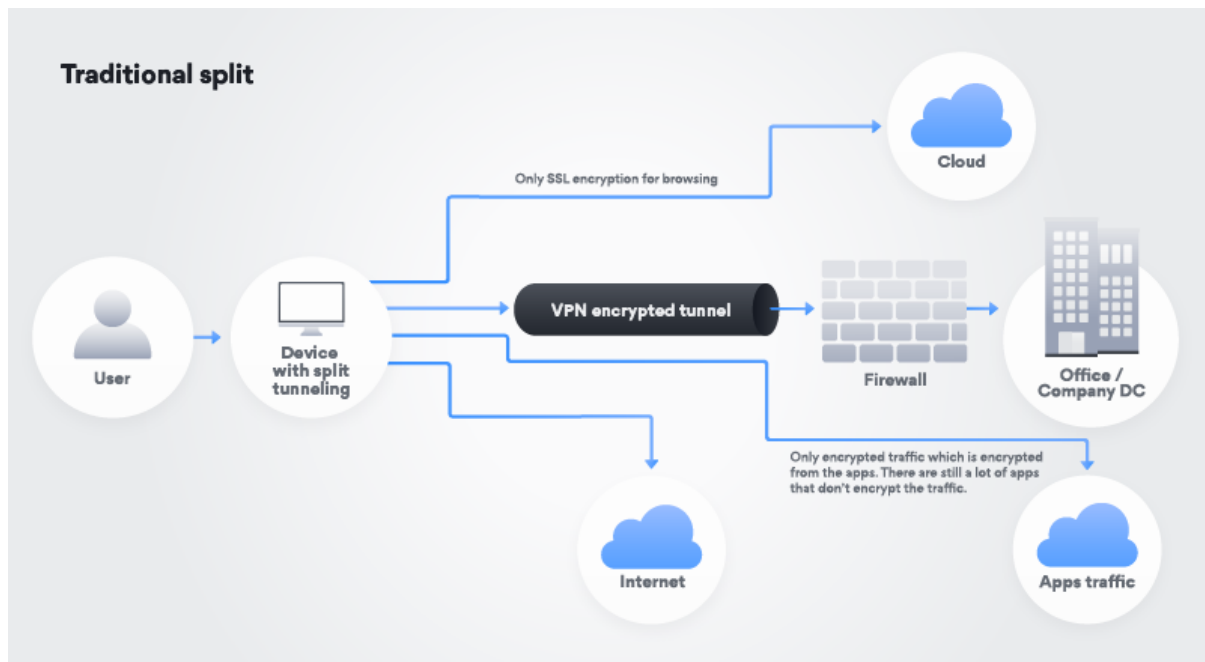 Traditional split
Cloud
Only SSL encryption for browsing
VPN encrypted tunnel
User
Device
with split
tunneling
Firewall
Office /
Company DC
Only encrypted traffic which is encrypted
from the apps. There are still a lot of apps
that don't encrypt the traffic.
Internet
Apps traffic